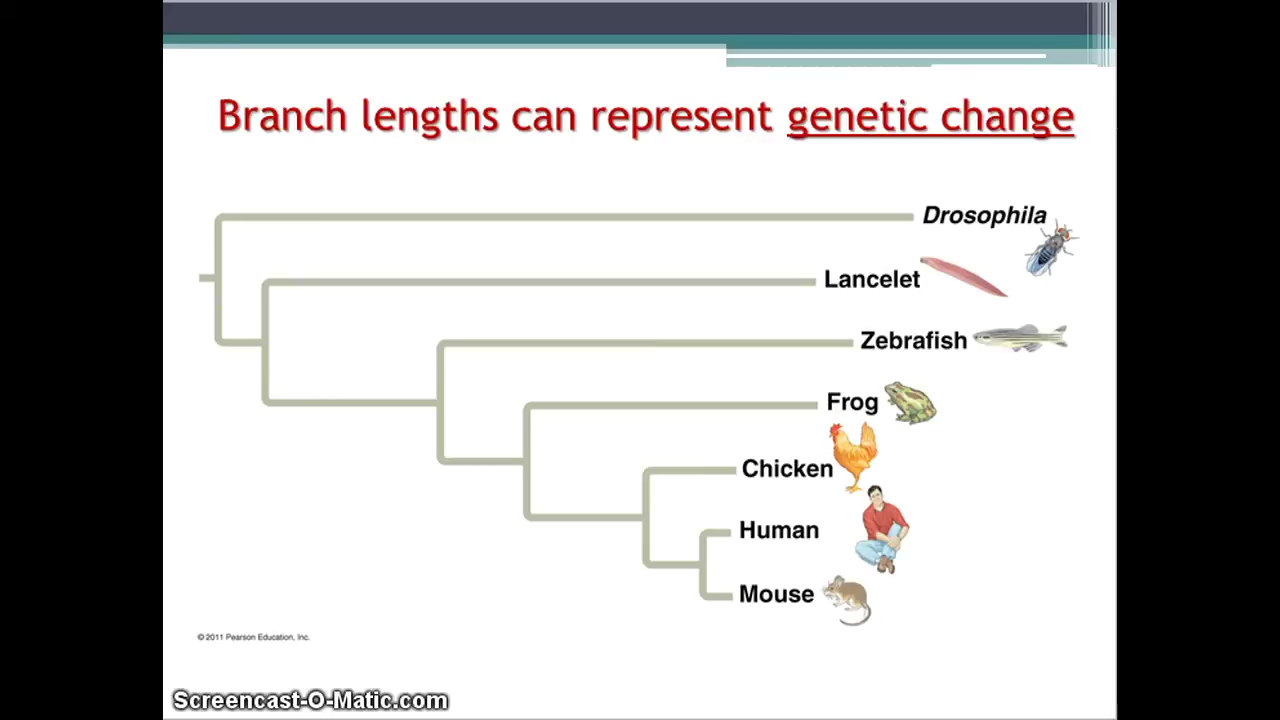 Branch lengths can represent genetic change
Drosophila
Lancelet
Zebrafish
Frog
Chicken
Human
Mouse
© 2011 Pearson Education, Inc.
Screencast-O-Matic.com